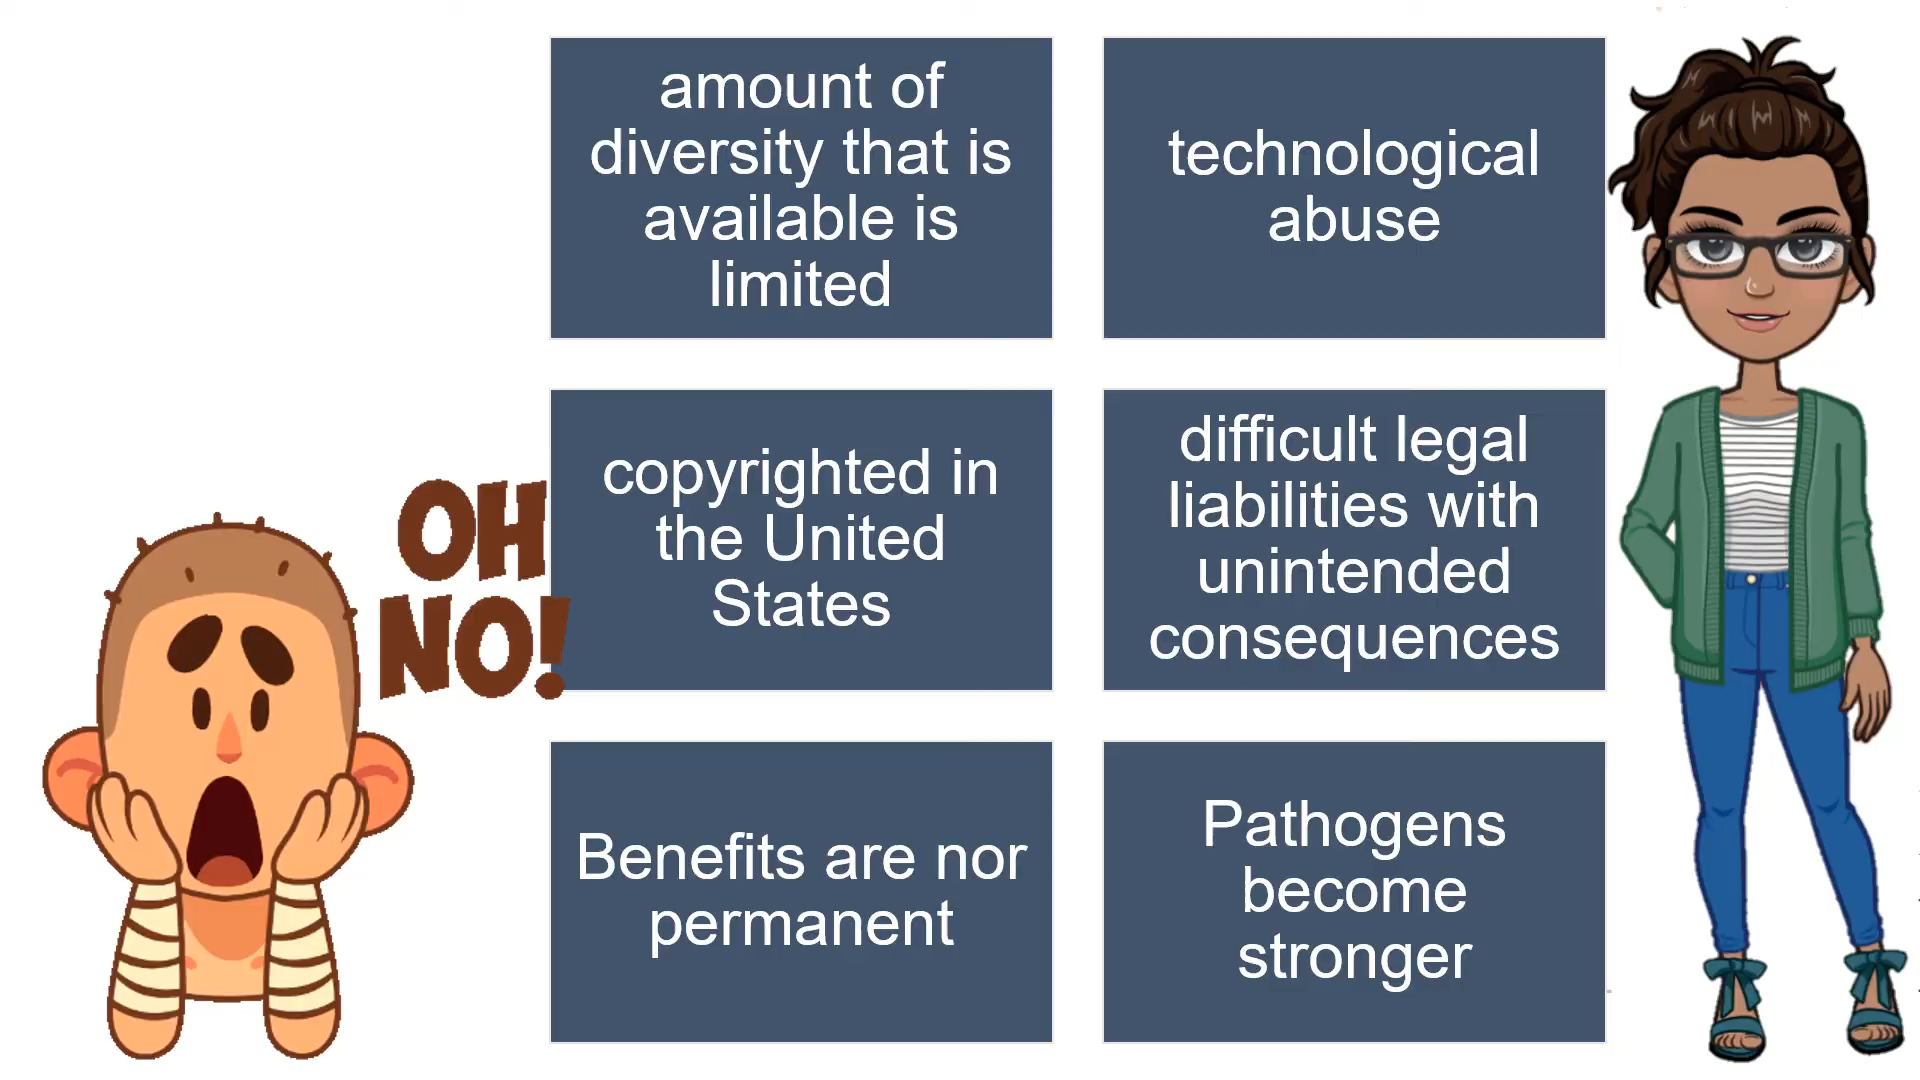 amount of
diversity that is
available is
limited
technological
abuse
OH
NO!
copyrighted in
the United
States
difficult legal
liabilities with
unintended
consequences
Benefits are nor
permanent
Pathogens
become
stronger